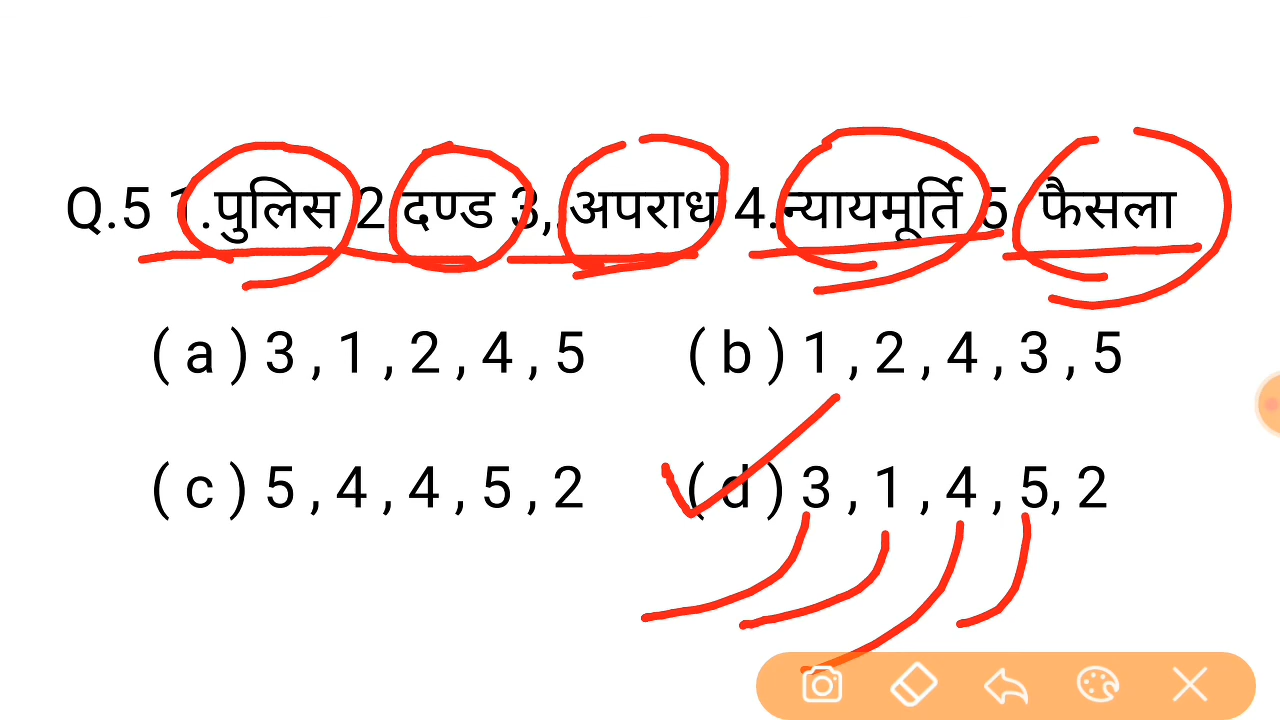 Q.5 1.पुलिस 2 दण्ड 3,.अपराध 4.न्यायमूर्ति 5 फैसला
( a ) 3 , 1 , 2 , 4 , 5 ( b ) 1 , 2 , 4 , 3 , 5
( c ) 5 , 4 , 4 , 5 , 2 ( d ) 3 , 1 , 4 , 5, 2